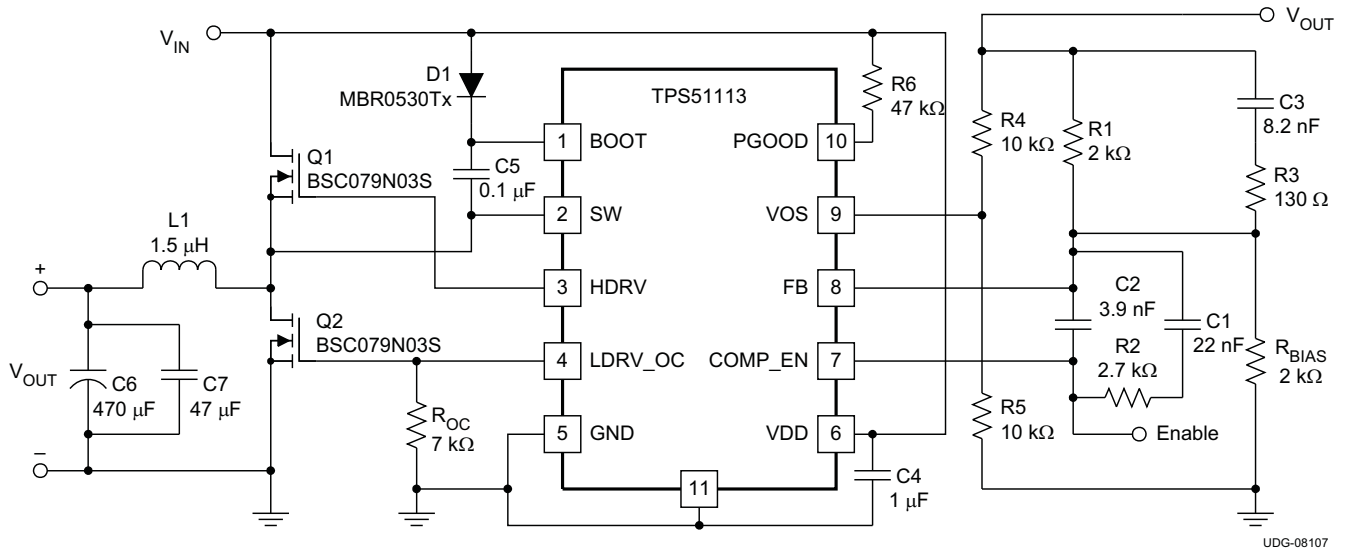 V_IN
D1
MBR0530Tx
TPS51113
R6
47 kΩ
V_OUT
C3
8.2 nF
R4
10 kΩ
R1
2 kΩ
R3
130 Ω
1 BOOT
PGOOD 10
Q1
BSC079N03S
C5
0.1 μF
2 SW
VOS 9
L1
1.5 μH
3 HDRV
FB 8
C2
3.9 nF
C1
22 nF
+
Q2
BSC079N03S
4 LDRV_OC
COMP_EN 7
R2
2.7 kΩ
R_BIAS
2 kΩ
V_OUT
C6
470 μF
C7
47 μF
R_OC
7 kΩ
5 GND
VDD 6
R5
10 kΩ
Enable
–
11
C4
1 μF
UDG-08107